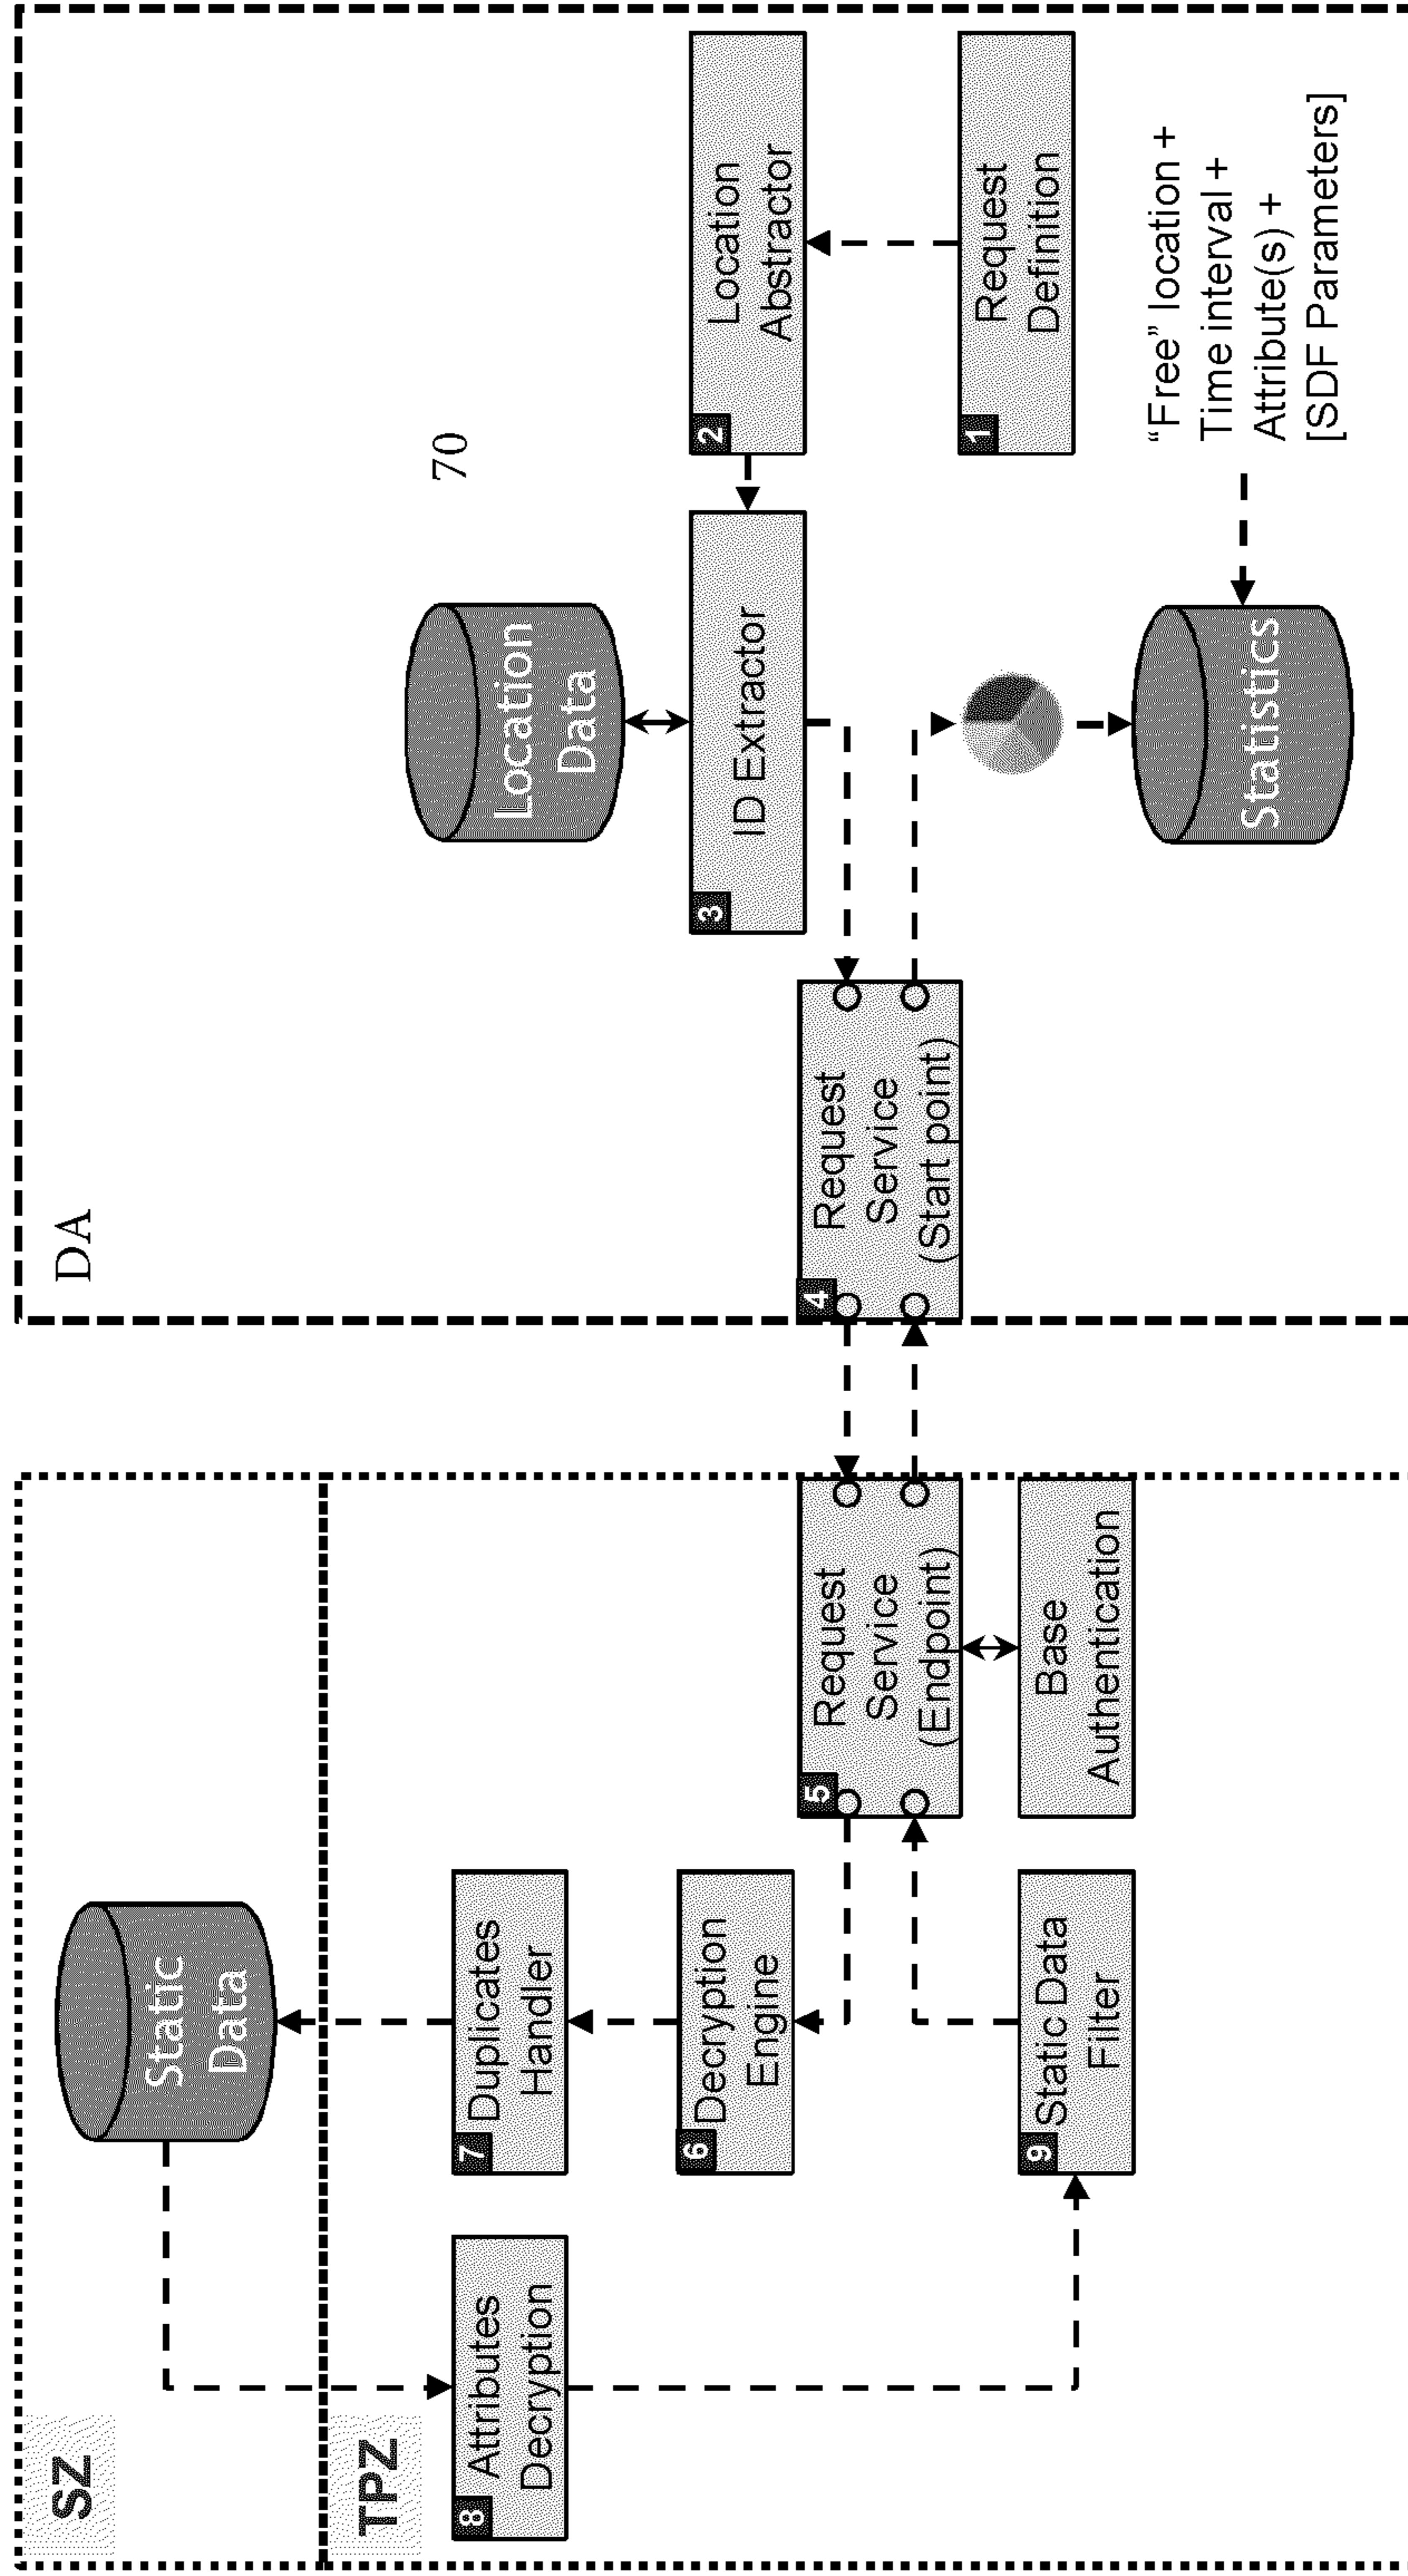 SZ
Static
Data
TPZ
8
Attributes
Decryption
7
Duplicates
Handler
6
Decryption
Engine
9
Static Data
Filter
5
Request
Service
(Endpoint)
Base
Authentication
DA
4
Request
Service
(Start point)
Location
Data
70
3
ID Extractor
2
Location
Abstractor
1
Request
Definition
Statistics
“Free” location +
Time interval +
Attribute(s) +
[SDF Parameters]